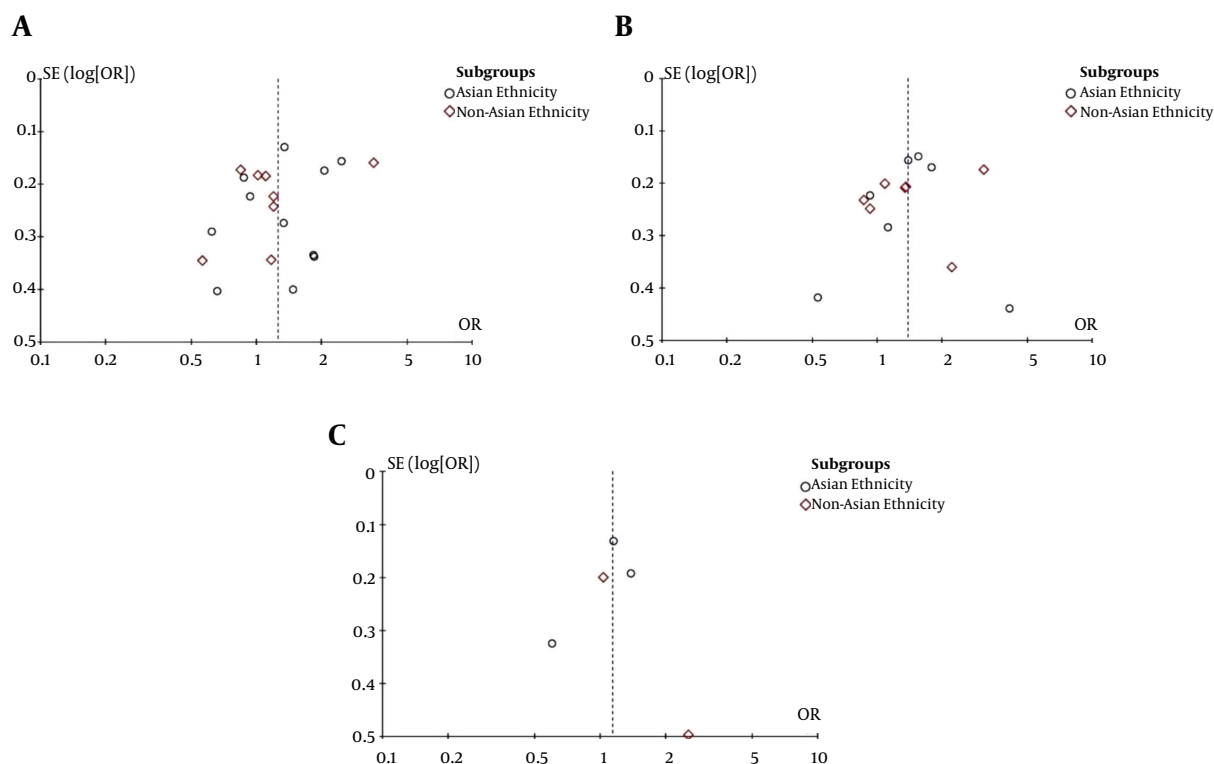 A
SE (log[OR])
Subgroups
Asian Ethnicity
Non-Asian Ethnicity
0
0.1
0.2
0.3
0.4
0.5
OR
0.1 0.2 0.5 1 2 5 10
B
SE (log[OR])
Subgroups
Asian Ethnicity
Non-Asian Ethnicity
0
0.1
0.2
0.3
0.4
0.5
OR
0.1 0.2 0.5 1 2 5 10
C
SE (log[OR])
Subgroups
Asian Ethnicity
Non-Asian Ethnicity
0
0.1
0.2
0.3
0.4
0.5
OR
0.1 0.2 0.5 1 2 5 10